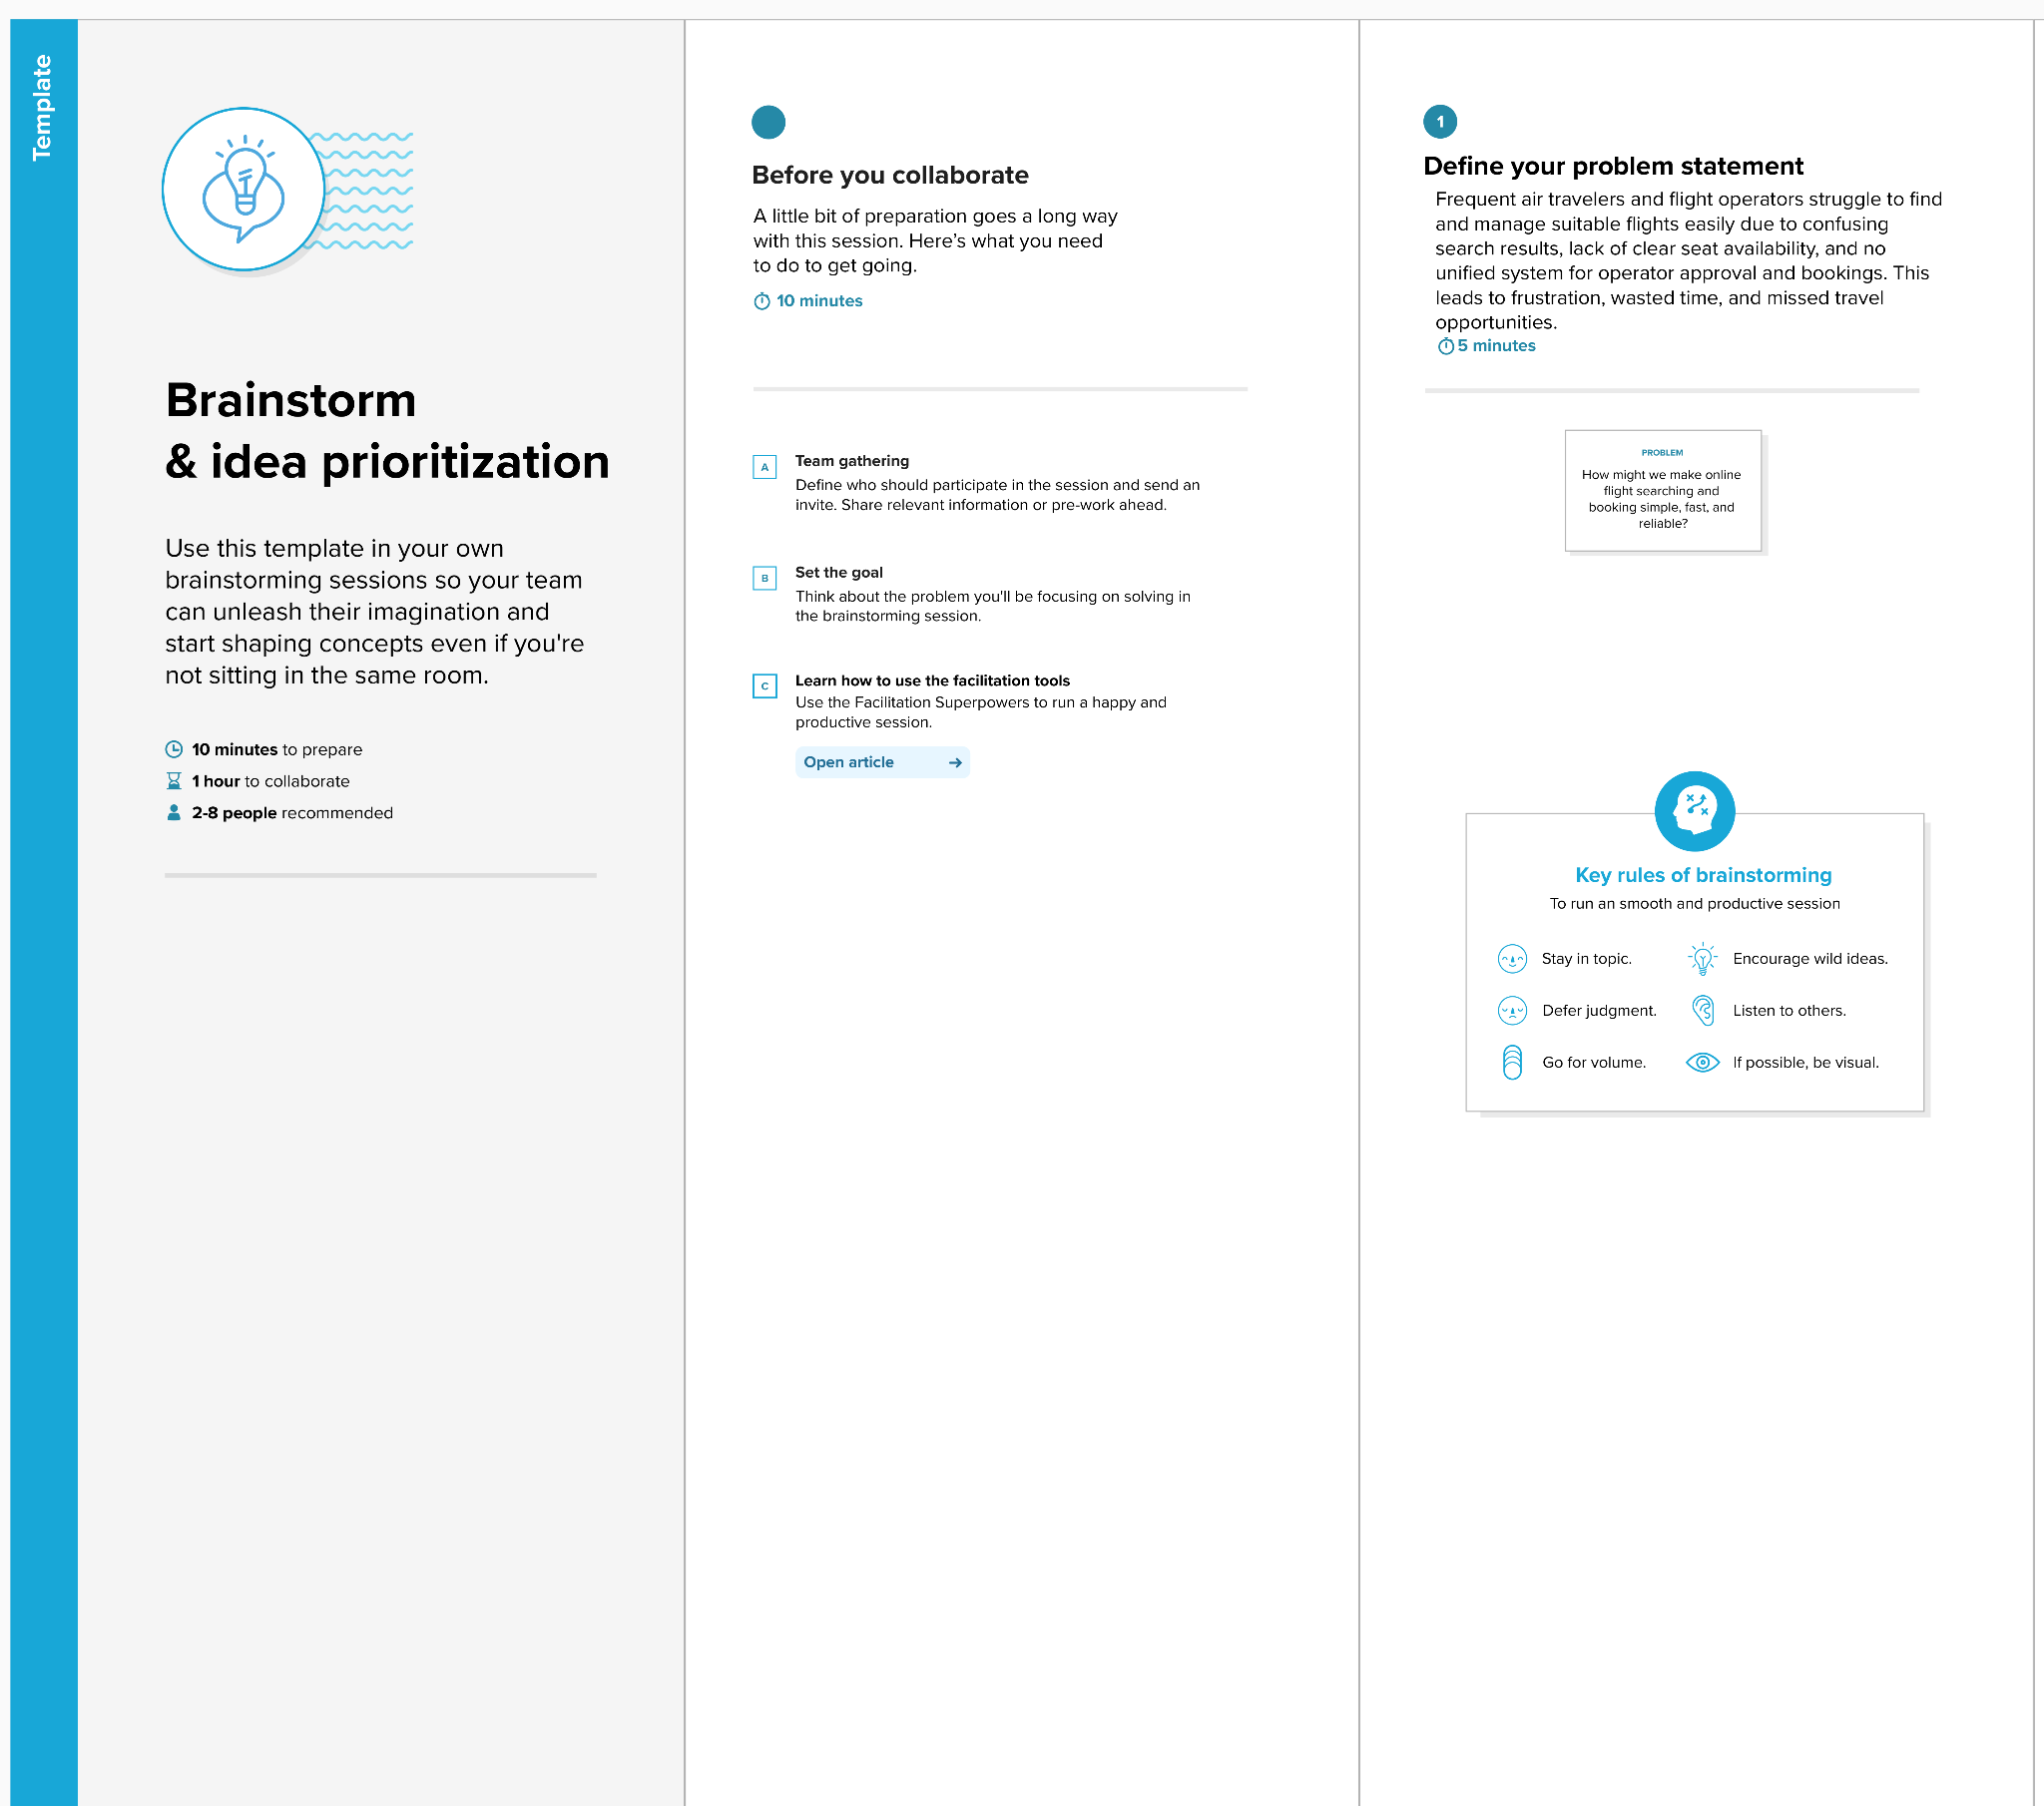 Template
Brainstorm
& idea prioritization
Use this template in your own
brainstorming sessions so your team
can unleash their imagination and
start shaping concepts even if you're
not sitting in the same room.
10 minutes to prepare
1 hour to collaborate
2-8 people recommended
Before you collaborate
A little bit of preparation goes a long way
with this session. Here’s what you need
to do to get going.
10 minutes
A
Team gathering
Define who should participate in the session and send an
invite. Share relevant information or pre-work ahead.
B
Set the goal
Think about the problem you'll be focusing on solving in
the brainstorming session.
C
Learn how to use the facilitation tools
Use the Facilitation Superpowers to run a happy and
productive session.
Open article
1
Define your problem statement
Frequent air travelers and flight operators struggle to find
and manage suitable flights easily due to confusing
search results, lack of clear seat availability, and no
unified system for operator approval and bookings. This
leads to frustration, wasted time, and missed travel
opportunities.
5 minutes
PROBLEM
How might we make online
flight searching and
booking simple, fast, and
reliable?
Key rules of brainstorming
To run an smooth and productive session
Stay in topic.
Encourage wild ideas.
Defer judgment.
Listen to others.
Go for volume.
If possible, be visual.